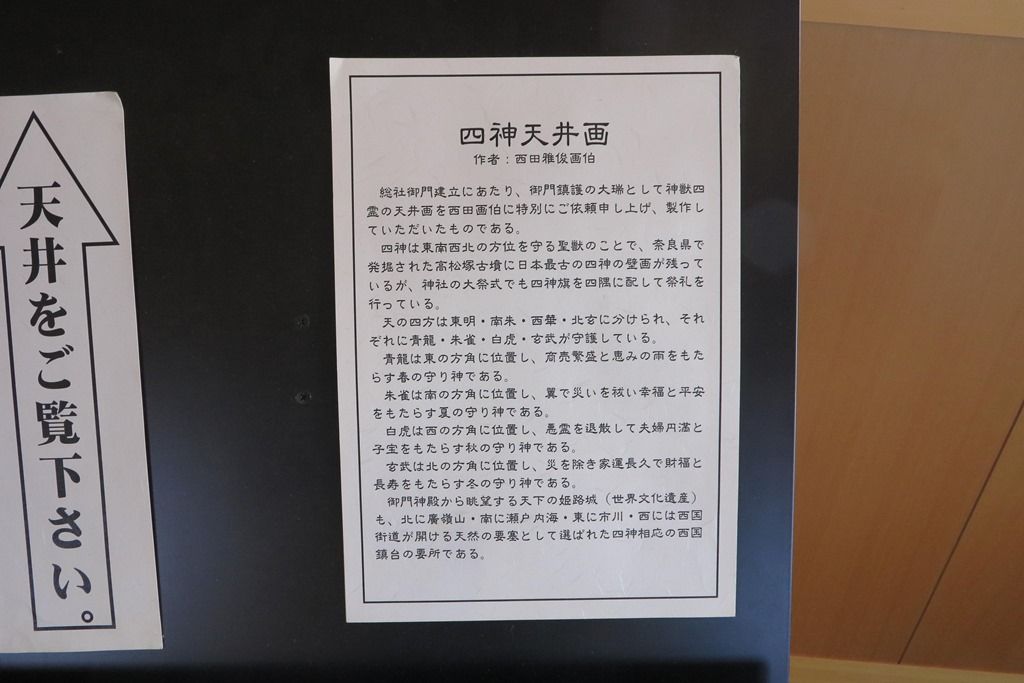 天井をご覧下さい。
四神天井画
作者：西田雅俊画伯
総社御門建立にあたり、御門鎮護の大瑞として神獣四
霊の天井画を西田画伯に特別にご依頼申し上げ、製作し
ていただいたものである。
四神は東南西北の方位を守る聖獣のことで、奈良県で
発掘された高松塚古墳に日本最古の四神の壁画が残って
いるが、神社の大祭式でも四神旗を四隅に配して祭礼を
行っている。
天の四方は東明・南朱・西華・北玄に分けられ、それ
ぞれに青龍・朱雀・白虎・玄武が守護している。
青龍は東の方角に位置し、商売繁盛と恵みの雨をもた
らす春の守り神である。
朱雀は南の方角に位置し、翼で災いを祓い幸福と平安
をもたらす夏の守り神である。
白虎は西の方角に位置し、悪霊を退散して夫婦円満と
子宝をもたらす秋の守り神である。
玄武は北の方角に位置し、災を除き家運長久で財福と
長寿をもたらす冬の守り神である。
御門神殿から眺望する天下の姫路城（世界文化遺産）
も、北に廣嶺山・南に瀬戸内海・東に市川・西には西国
街道が開ける天然の要塞として選ばれた四神相応の西国
鎮台の要所である。